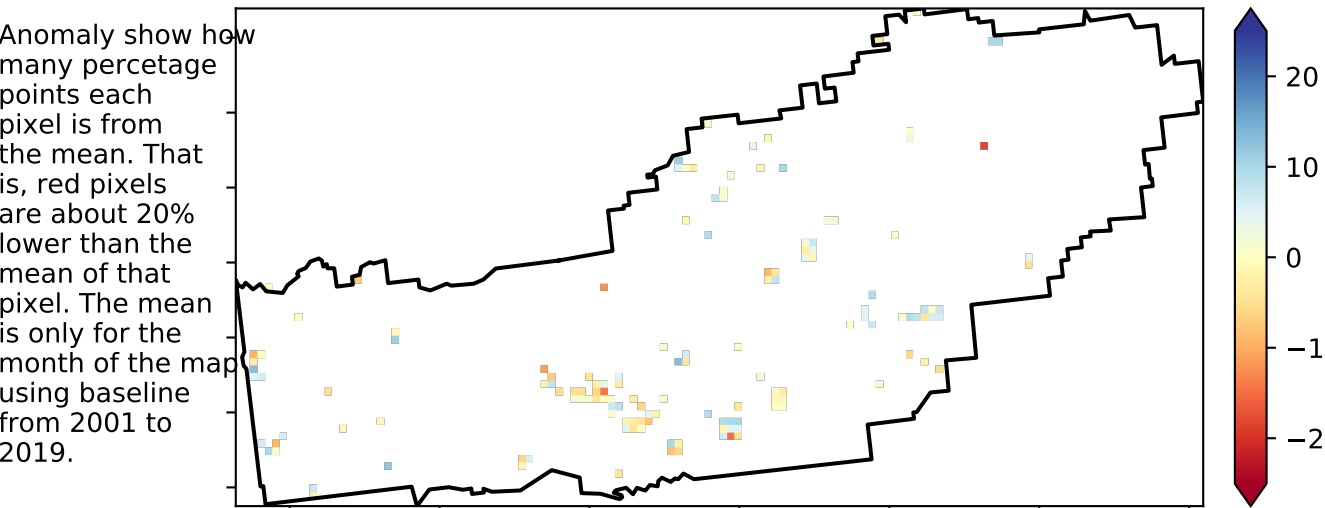 Anomaly show how
many percetage
points each
pixel is from
the mean. That
is, red pixels
are about 20%
lower than the
mean of that
pixel. The mean
is only for the
month of the map
using baseline
from 2001 to
2019.
20
10
0
−1
−2